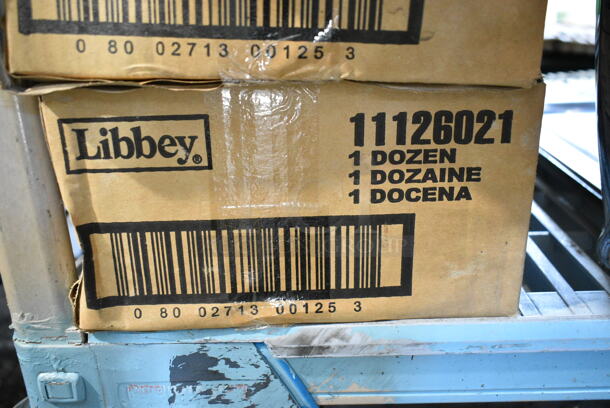 0 80 02713 00125 3
Libbey®
11126021
1 DOZEN
1 DOZAINE
1 DOCENA
0 80 02713 00125 3